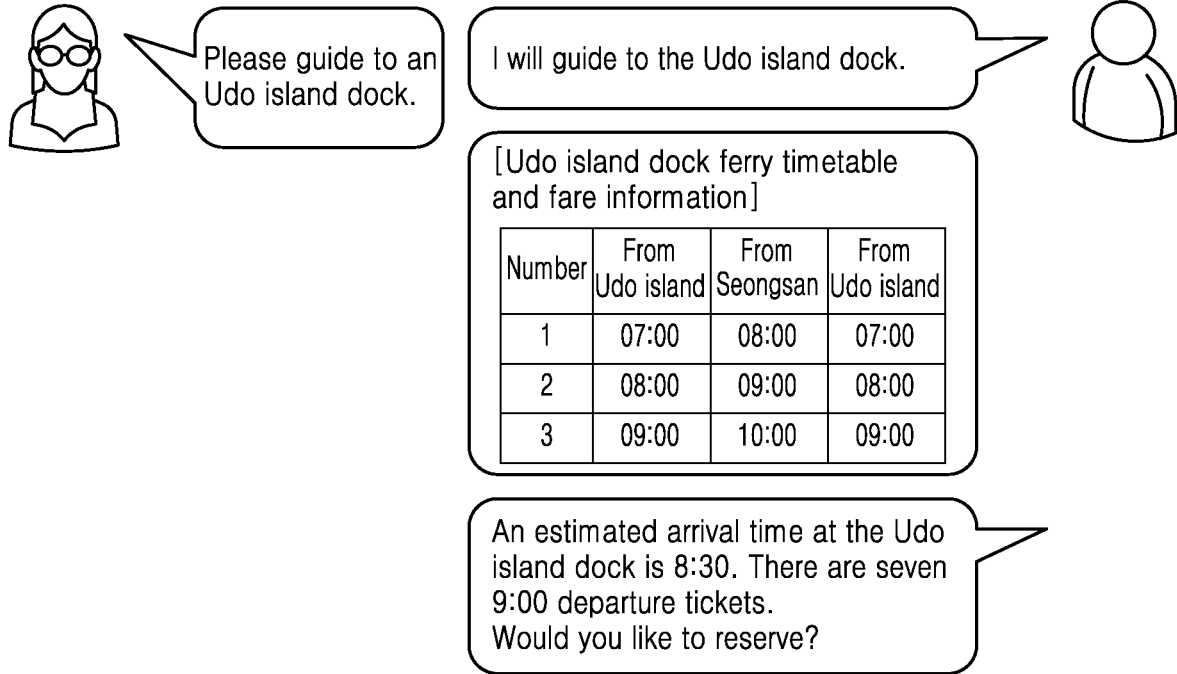 Please guide to an
Udo island dock.
I will guide to the Udo island dock.
[Udo island dock ferry timetable
and fare information]
Number From Udo island From Seongsan From Udo island
1 07:00 08:00 07:00
2 08:00 09:00 08:00
3 09:00 10:00 09:00
An estimated arrival time at the Udo
island dock is 8:30. There are seven
9:00 departure tickets.
Would you like to reserve?